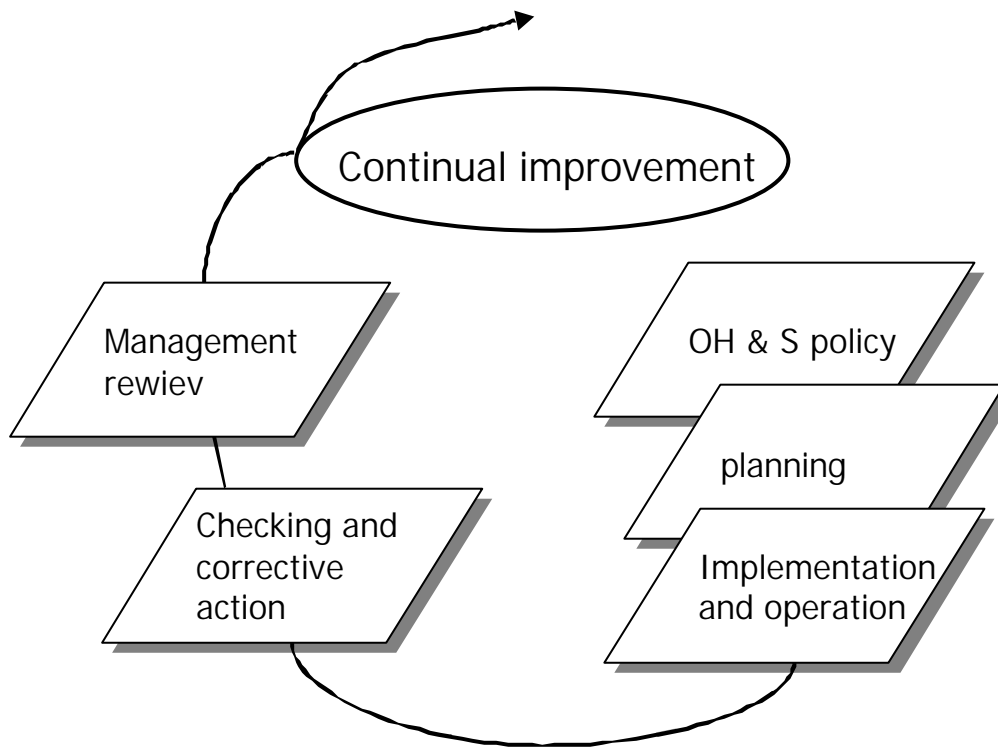 Continual improvement
Management
rewiev
OH & S policy
planning
Checking and
corrective
action
Implementation
and operation